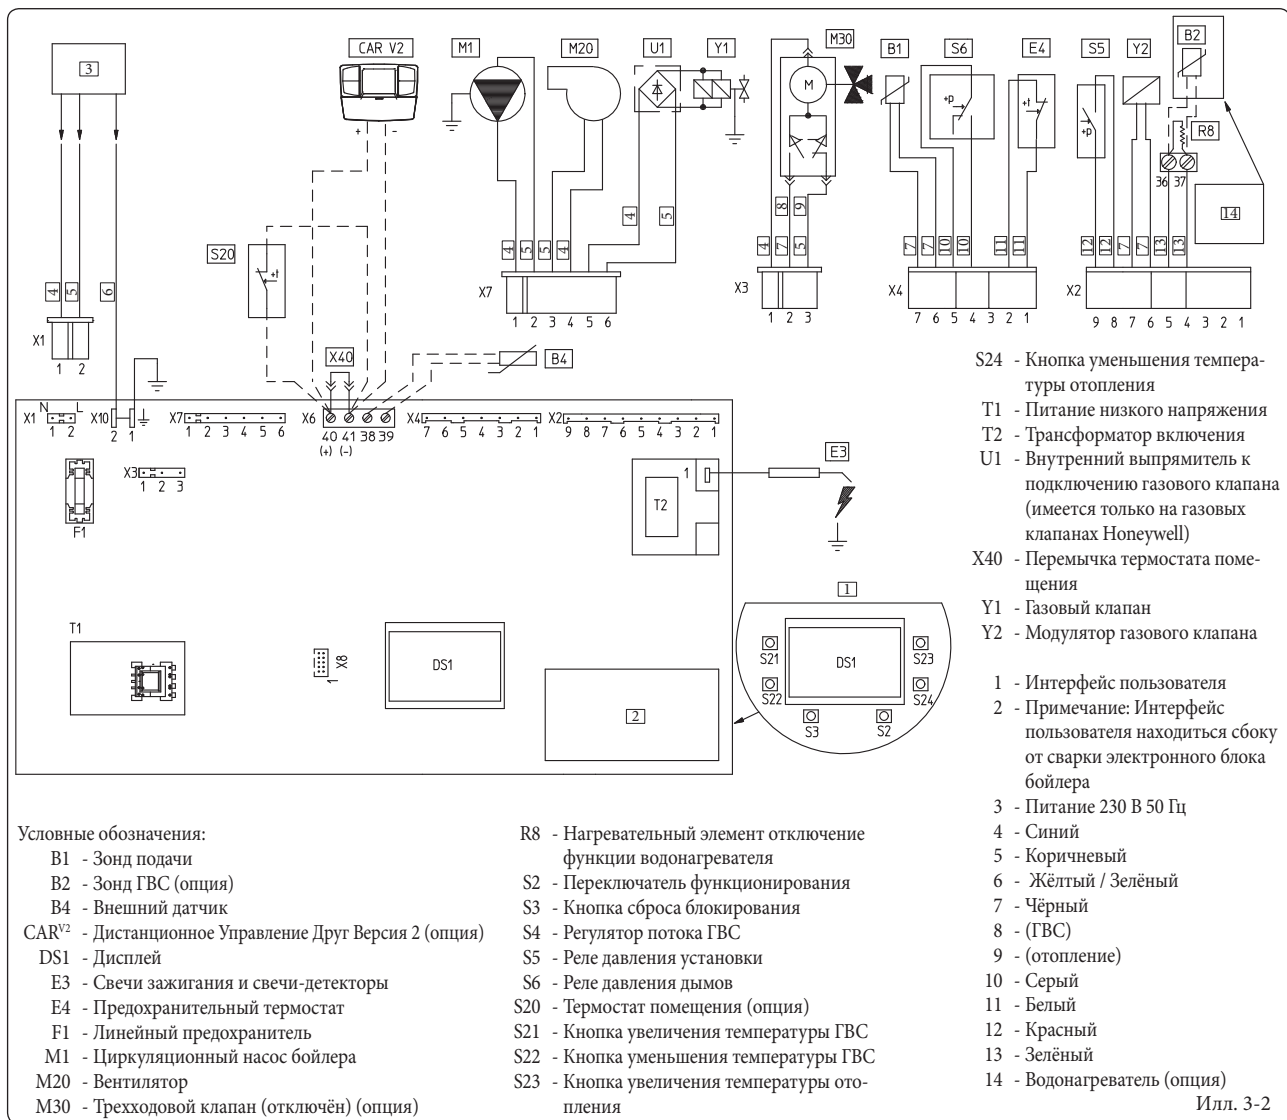 3
CAR V2
M1
M20
U1
Y1
M30
B1
S6
E4
S5
Y2
B2
+ -
M
+p
+t
+p
R8
36 37
14
S20
+t
4 5 6
4 5 5 4 4 5
4 7 5
8 9
7 7 10 10 11 11
12 12 7 7 13 13
X1
1 2
X7
1 2 3 4 5 6
X3
1 2 3
X4
7 6 5 4 3 2 1
X2
9 8 7 6 5 4 3 2 1
X40
B4
X1
N L
1 2
X10
2 1
X7
1 2 3 4 5 6
X6
40 41 38 39
(+) (-)
X4
7 6 5 4 3 2 1
X2
9 8 7 6 5 4 3 2 1
F1
X3
1 2 3
1
T2
E3
T1
X8
1
DS1
2
1
DS1
S21
S22
S23
S24
S3
S2
S24 - Кнопка уменьшения темпера-
туры отопления
T1 - Питание низкого напряжения
T2 - Трансформатор включения
U1 - Внутренний выпрямитель к
подключению газового клапана
(имеется только на газовых
клапанах Honeywell)
X40 - Перемычка термостата поме-
щения
Y1 - Газовый клапан
Y2 - Модулятор газового клапана
1 - Интерфейс пользователя
2 - Примечание: Интерфейс
пользователя находиться сбоку
от сварки электронного блока
бойлера
3 - Питание 230 В 50 Гц
4 - Синий
5 - Коричневый
6 - Жёлтый / Зелёный
7 - Чёрный
8 - (ГВС)
9 - (отопление)
10 - Серый
11 - Белый
12 - Красный
13 - Зелёный
14 - Водонагреватель (опция)
Условные обозначения:
B1 - Зонд подачи
B2 - Зонд ГВС (опция)
B4 - Внешний датчик
CARV2 - Дистанционное Управление Друг Версия 2 (опция)
DS1 - Дисплей
E3 - Свечи зажигания и свечи-детекторы
E4 - Предохранительный термостат
F1 - Линейный предохранитель
M1 - Циркуляционный насос бойлера
M20 - Вентилятор
M30 - Трехходовой клапан (отключён) (опция)
R8 - Нагревательный элемент отключение
функции водонагревателя
S2 - Переключатель функционирования
S3 - Кнопка сброса блокирования
S4 - Регулятор потока ГВС
S5 - Реле давления установки
S6 - Реле давления дымов
S20 - Термостат помещения (опция)
S21 - Кнопка увеличения температуры ГВС
S22 - Кнопка уменьшения температуры ГВС
S23 - Кнопка увеличения температуры ото-
пления
Илл. 3-2